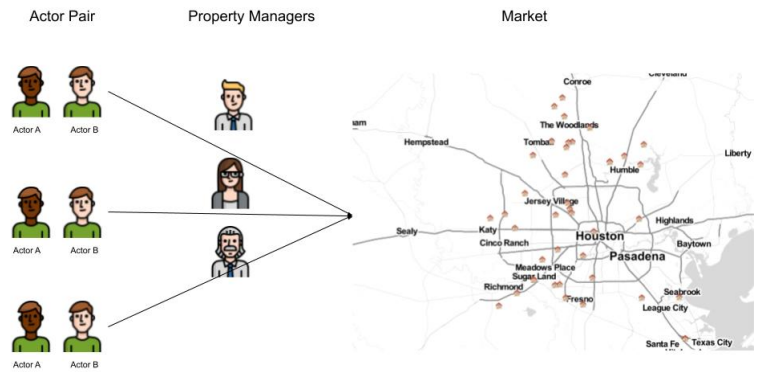 Actor Pair
Property Managers
Market
Actor A
Actor B
Actor A
Actor B
Actor A
Actor B
Conroe
Cleveland
The Woodlands
Hempstead
Liberty
Humble
Jersey Village
Highlands
Katy
Houston
Sealy
Cinco Ranch
Baytown
Pasadena
Meadows Place
Sugar Land
Richmond
Seabrook
Fresno
League City
Santa Fe
Texas City